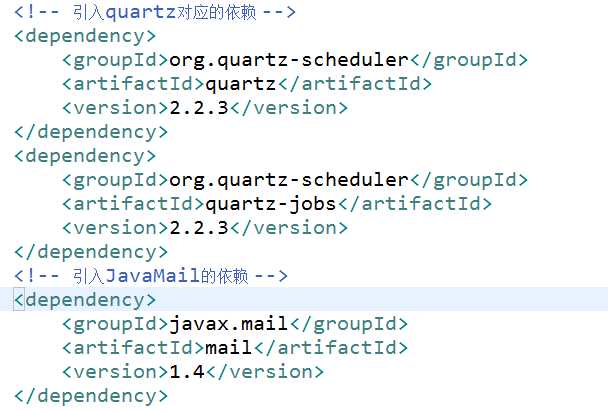 <!-- 引入quartz对应的依赖 -->
<dependency>
<groupId>org.quartz-scheduler</groupId>
<artifactId>quartz</artifactId>
<version>2.2.3</version>
</dependency>
<dependency>
<groupId>org.quartz-scheduler</groupId>
<artifactId>quartz-jobs</artifactId>
<version>2.2.3</version>
</dependency>
<!-- 引入JavaMail的依赖 -->
<dependency>
<groupId>javax.mail</groupId>
<artifactId>mail</artifactId>
<version>1.4</version>
</dependency>